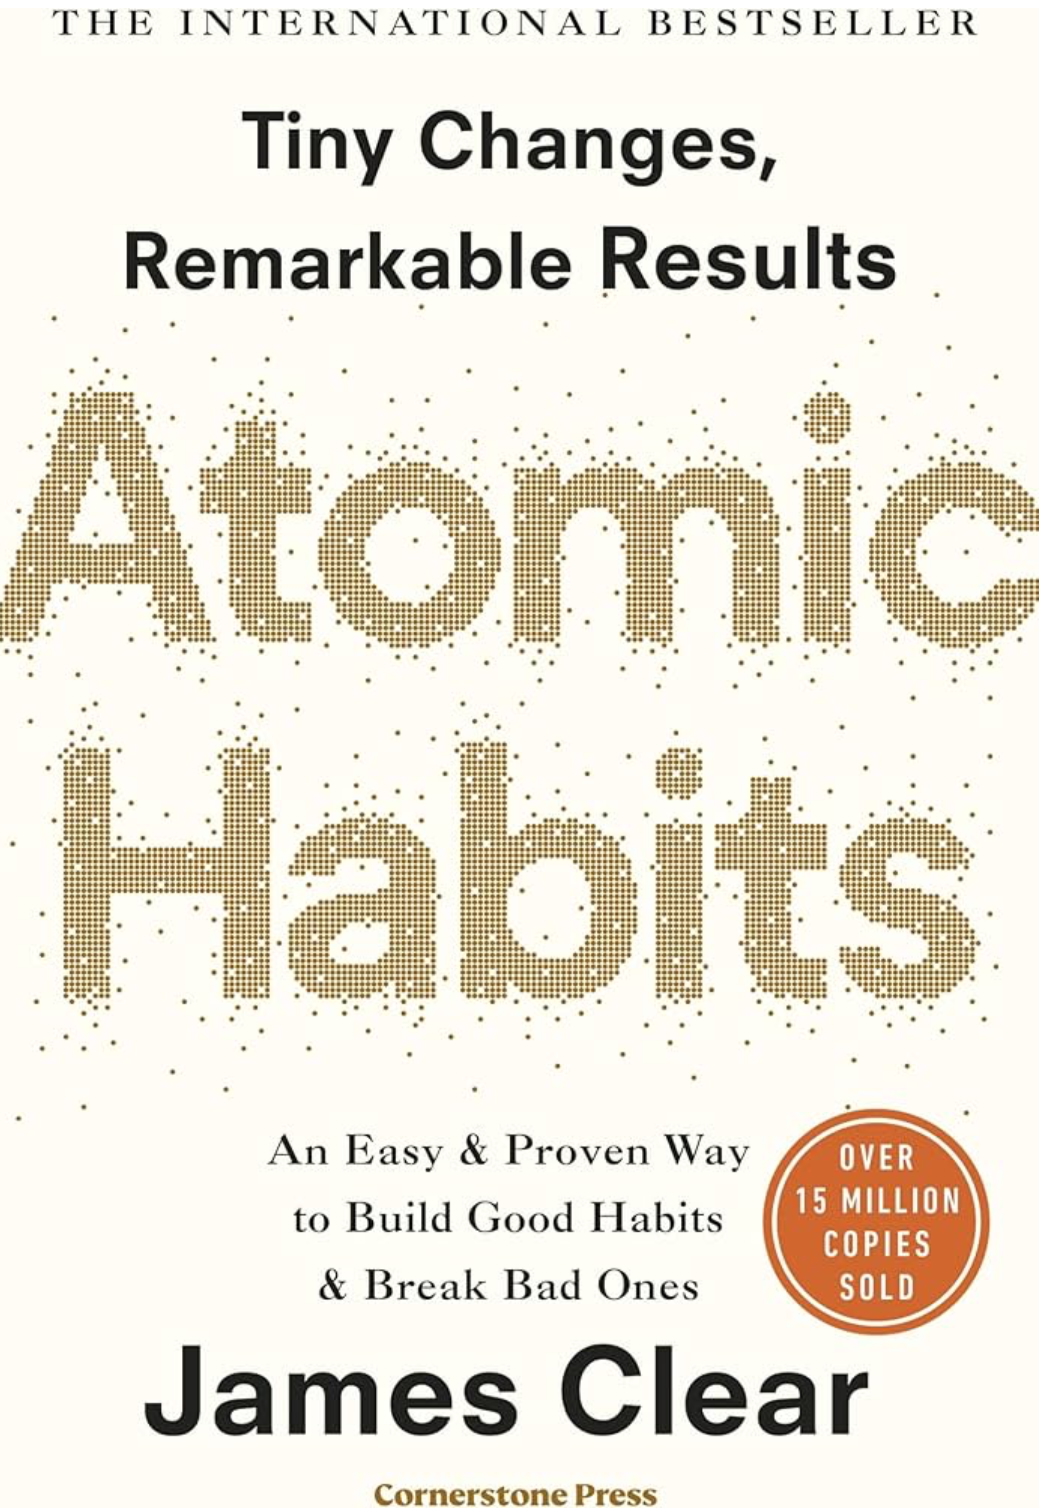 THE INTERNATIONAL BESTSELLER
Tiny Changes,
Remarkable Results
Atomic
Habits
An Easy & Proven Way
to Build Good Habits
& Break Bad Ones
OVER
15 MILLION
COPIES
SOLD
James Clear
Cornerstone Press